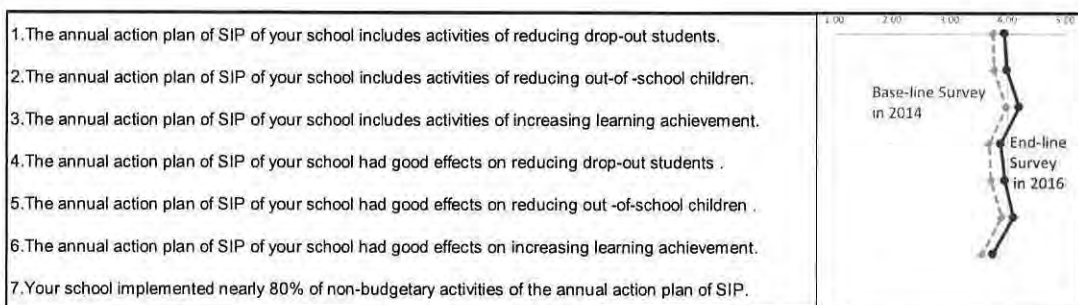 1.00 2.00 3.00 4.00 5.00
1.The annual action plan of SIP of your school includes activities of reducing drop-out students.
2.The annual action plan of SIP of your school includes activities of reducing out-of -school children.
Base-line Survey
in 2014
3.The annual action plan of SIP of your school includes activities of increasing learning achievement.
4.The annual action plan of SIP of your school had good effects on reducing drop-out students .
End-line
Survey
in 2016
5.The annual action plan of SIP of your school had good effects on reducing out -of-school children .
6.The annual action plan of SIP of your school had good effects on increasing learning achievement.
7.Your school implemented nearly 80% of non-budgetary activities of the annual action plan of SIP.